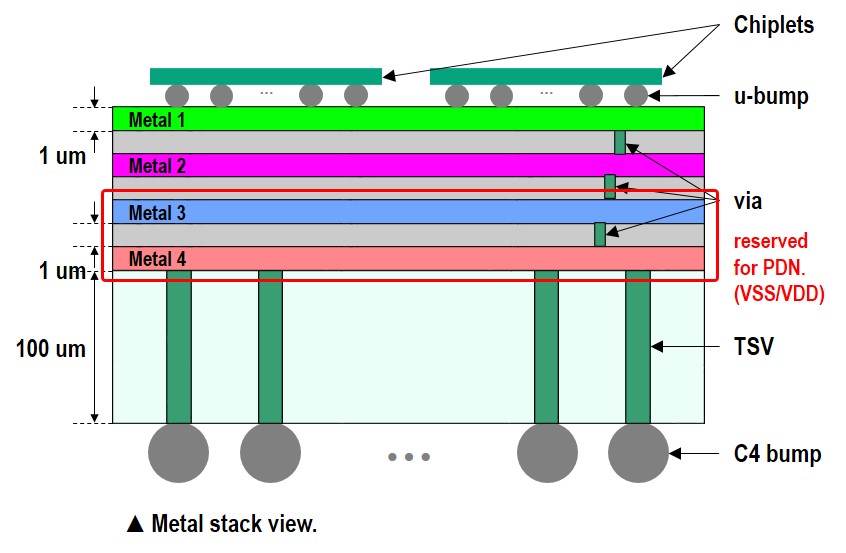 Chiplets
...
...
u-bump
Metal 1
1 um
Metal 2
via
Metal 3
reserved
for PDN.
(VSS/VDD)
Metal 4
1 um
TSV
100 um
C4 bump
▲ Metal stack view.